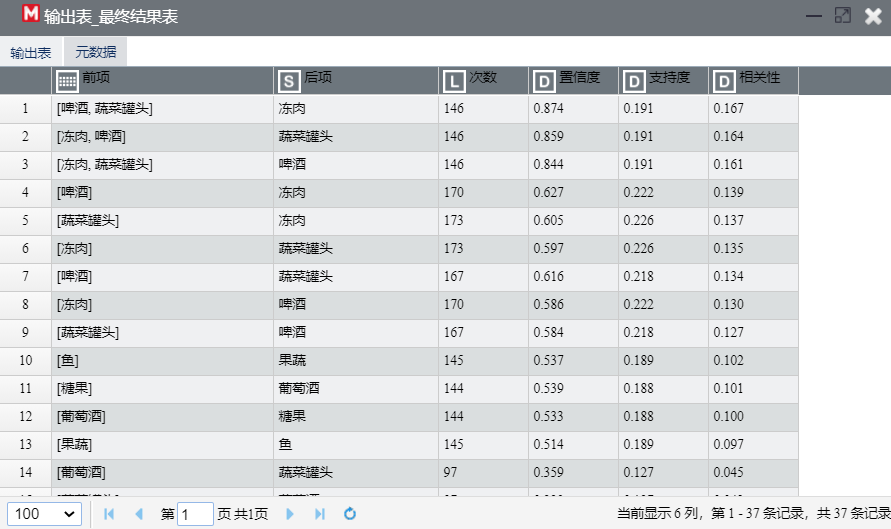 M 输出表_最终结果表
输出表 元数据
前项 S 后项 L 次数 D 置信度 D 支持度 D 相关性
1 [啤酒, 蔬菜罐头] 冻肉 146 0.874 0.191 0.167
2 [冻肉, 啤酒] 蔬菜罐头 146 0.859 0.191 0.164
3 [冻肉, 蔬菜罐头] 啤酒 146 0.844 0.191 0.161
4 [啤酒] 冻肉 170 0.627 0.222 0.139
5 [蔬菜罐头] 冻肉 173 0.605 0.226 0.137
6 [冻肉] 蔬菜罐头 173 0.597 0.226 0.135
7 [啤酒] 蔬菜罐头 167 0.616 0.218 0.134
8 [冻肉] 啤酒 170 0.586 0.222 0.130
9 [蔬菜罐头] 啤酒 167 0.584 0.218 0.127
10 [鱼] 果蔬 145 0.537 0.189 0.102
11 [糖果] 葡萄酒 144 0.539 0.188 0.101
12 [葡萄酒] 糖果 144 0.533 0.188 0.100
13 [果蔬] 鱼 145 0.514 0.189 0.097
14 [葡萄酒] 蔬菜罐头 97 0.359 0.127 0.045
100 第 1 页 共1页 当前显示 6 列，第 1 - 37 条记录，共 37 条记录